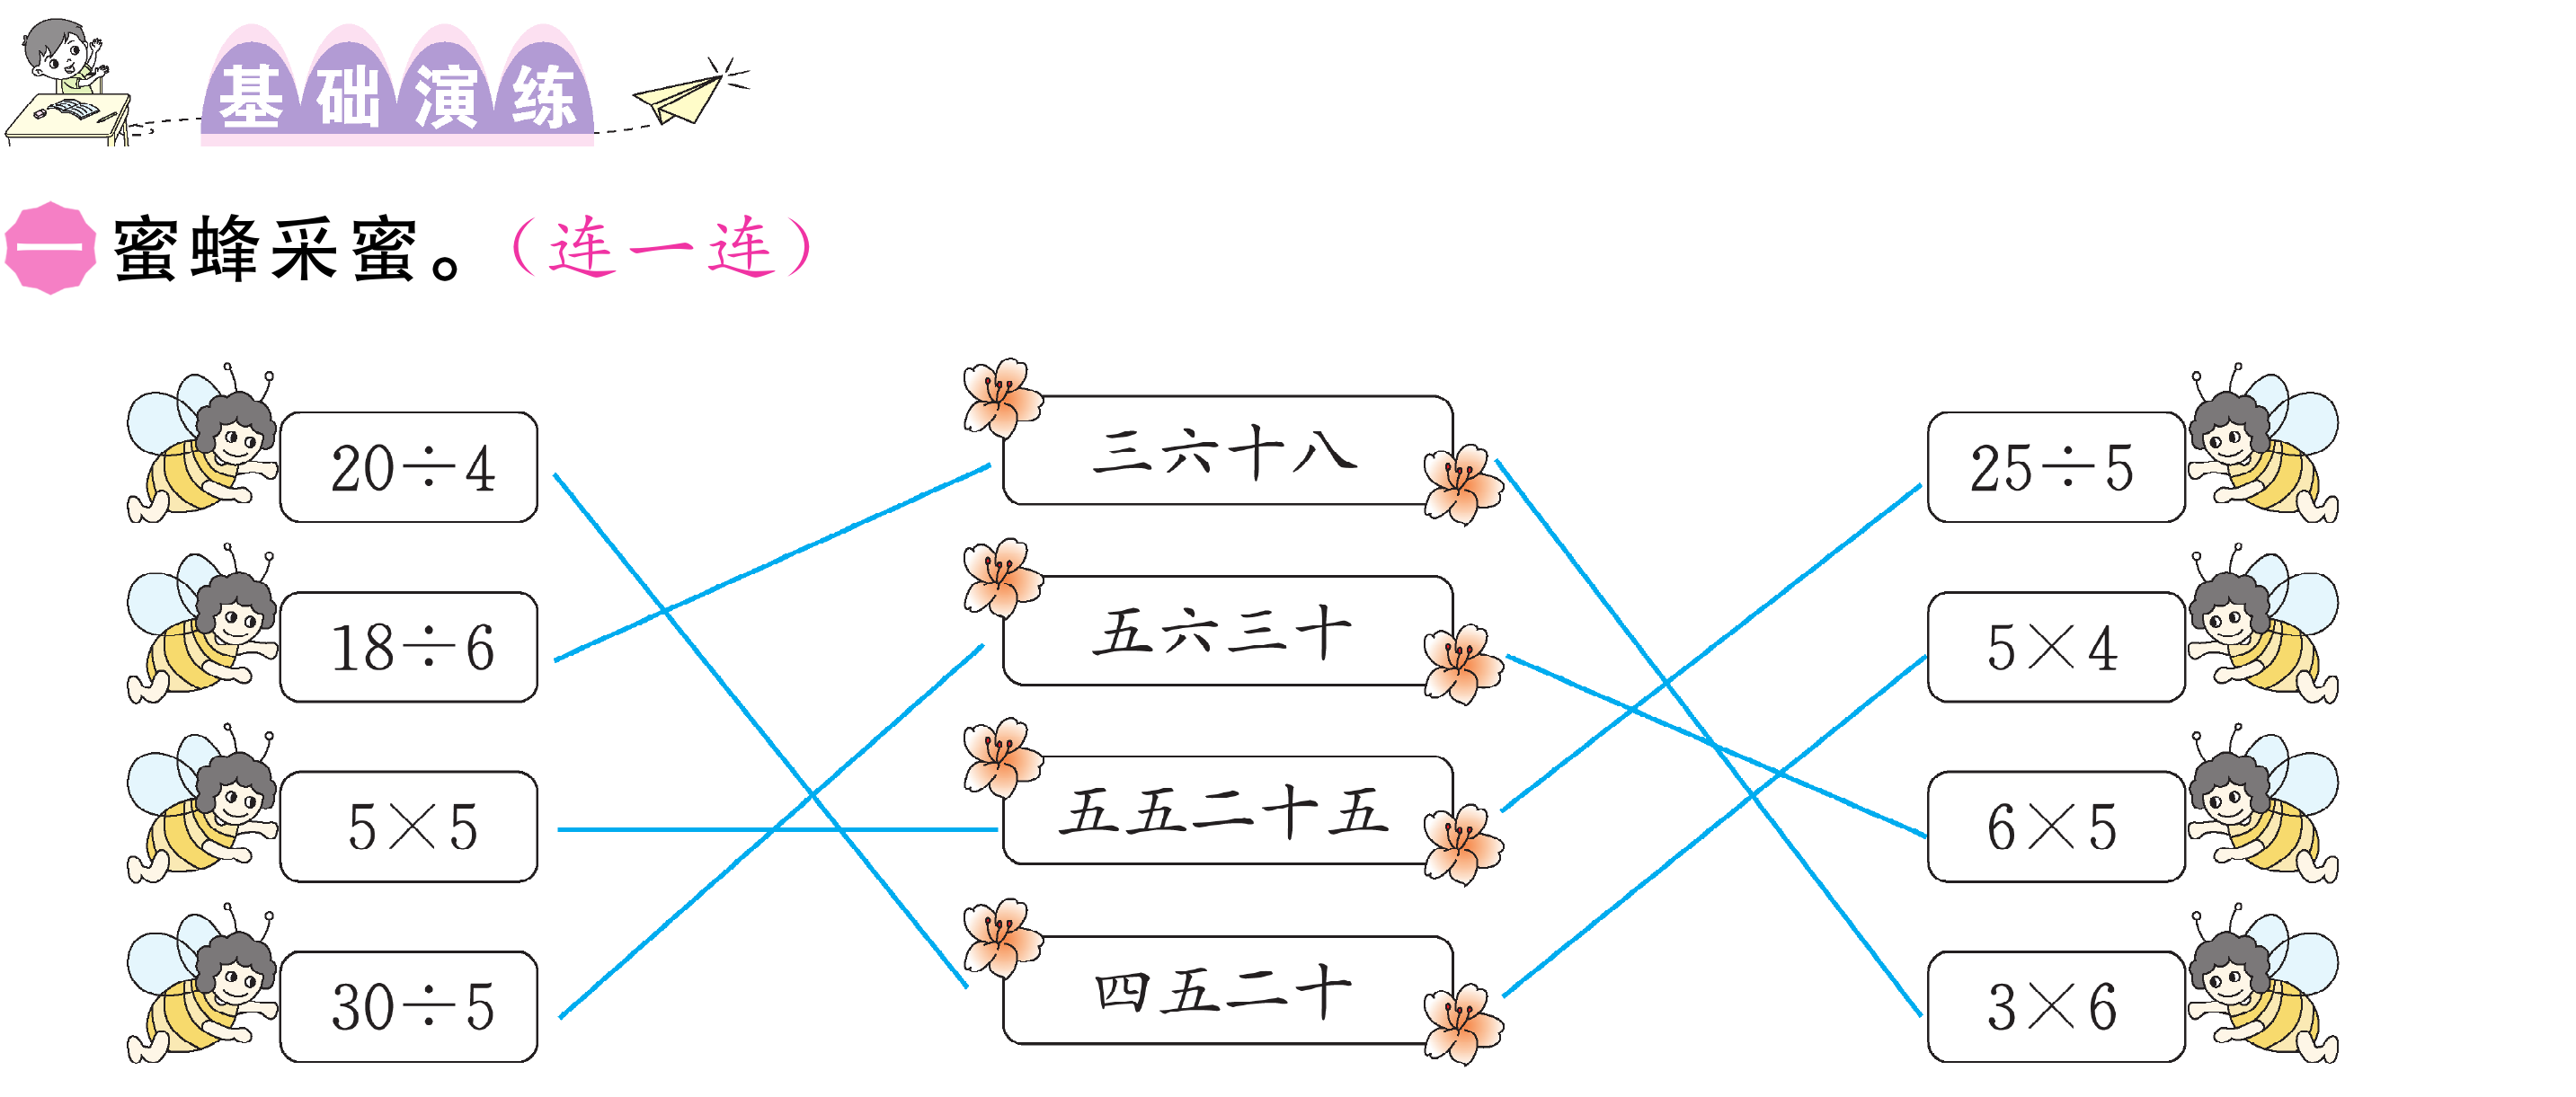 基础演练
一 蜜蜂采蜜。（连一连）
20÷4 三六十八 25÷5
18÷6 五六三十 5×4
5×5 五五二十五 6×5
30÷5 四五二十 3×6